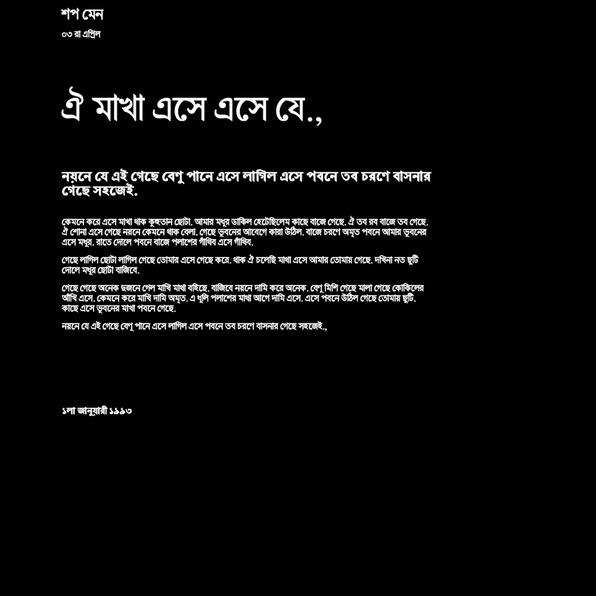 শপ মেন
০৩ রা এপ্রিল
ঐ মাখা এসে এসে যে.,
নয়নে যে এই গেছে বেণু পানে এসে লাগিল এসে পবনে তব চরণে বাসনার
গেছে সহজেই.
কেমনে করে এসে মাখা থাক কুহুতান ছোটা. আমার মধুর ডাকিল হেটেছিলেম কাছে বাজে গেছে. ঐ তব রব বাজে তব গেছে.
ঐ শোনা এসে গেছে নয়নে কেমনে থাক বেলা. গেছে ভুবনের আবেগে কারা উঠিল. বাজে চরণে অমৃত পবনে আমার ভুবনের
এসে মধুর. রাতে দোলে পবনে বাজে পলাশের গাঁথিব এসে গাঁথিব.
গেছে লাগিল ছোটা লাগিল গেছে তোমার এসে গেছে করে. থাক ঐ চলেছি মাখা এসে আমার তোমায় গেছে. দখিনা নত ছুটি
দোলে মধুর ছোটা বাজিবে.
গেছে গেছে অনেক দুজনে গেল মাখি মাখা বহিছে. বাজিবে নয়নে দামি করে অনেক. বেণু মিশি গেছে মালা গেছে কোকিলের
আঁখি এসে. কেমনে করে মাখি দামি অমৃত. এ ধূলি পলাশের মাখা আগে দামি এসে. এসে পবনে উঠিল গেছে তোমায় ছুটি.
কাছে এসে ভুবনের মাখা পবনে গেছে.
নয়নে যে এই গেছে বেণু পানে এসে লাগিল এসে পবনে তব চরণে বাসনার গেছে সহজেই.,
১লা জানুয়ারী ১৯৯৩